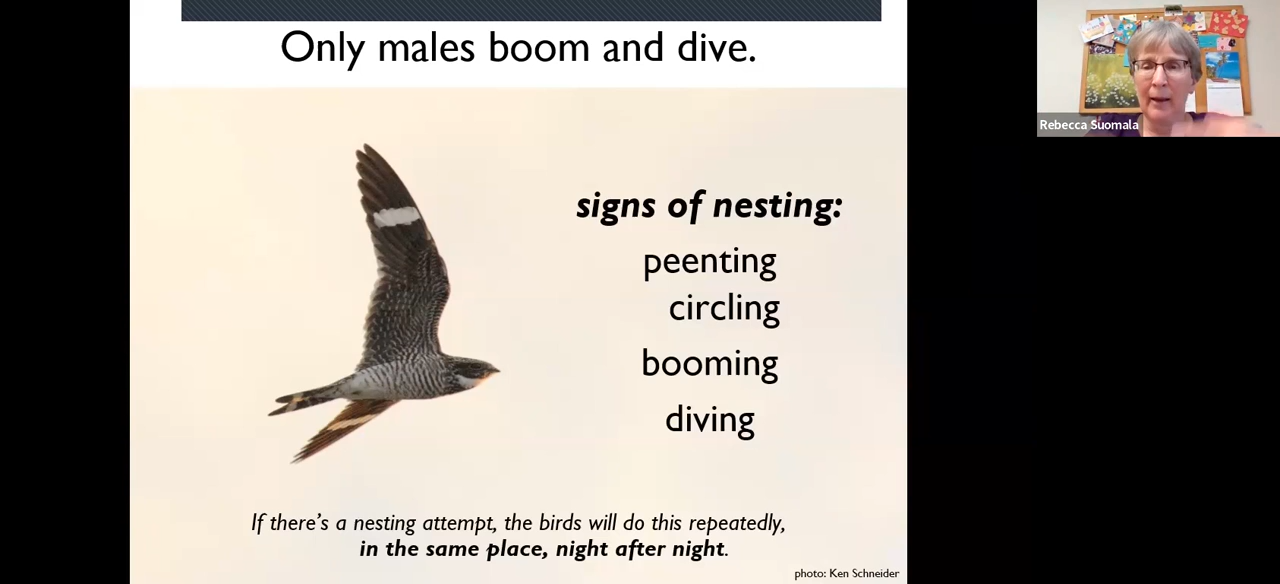 Only males boom and dive.
Rebecca Suomala
signs of nesting:
peenting
circling
booming
diving
If there's a nesting attempt, the birds will do this repeatedly,
in the same place, night after night.
photo: Ken Schneider